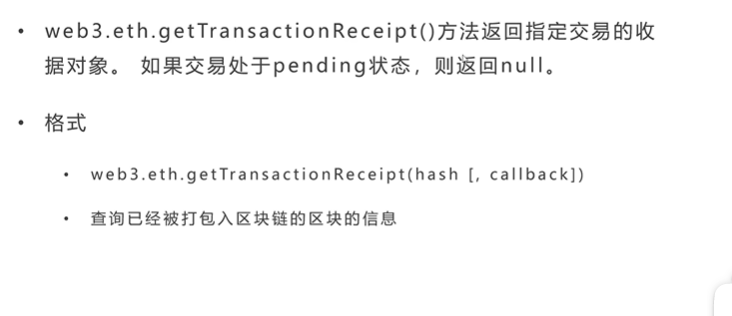 • web3.eth.getTransactionReceipt()方法返回指定交易的收
据对象。 如果交易处于pending状态，则返回null。
• 格式
• web3.eth.getTransactionReceipt(hash [, callback])
• 查询已经被打包入区块链的区块的信息